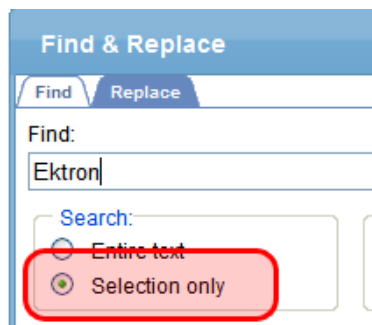 Find & Replace
Find Replace
Find:
Ektron
Search:
Entire text
Selection only